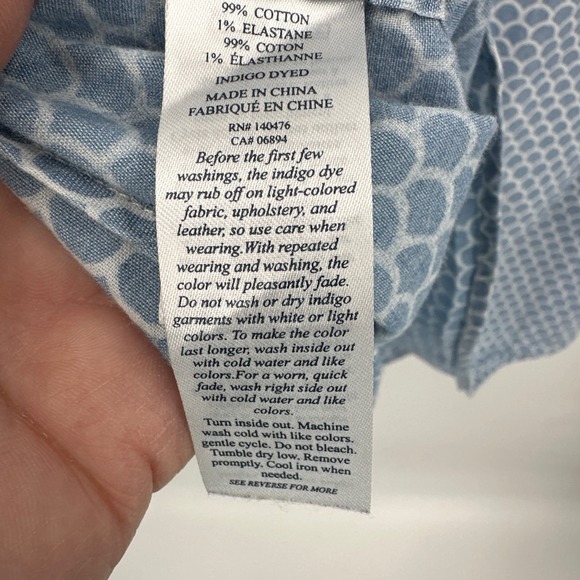 99% COTTON
1% ELASTANE
99% COTON
1% ÉLASTHANNE
INDIGO DYED
MADE IN CHINA
FABRIQUÉ EN CHINE
RN# 140476
CA# 06894
Before the first few
washings, the indigo dye
may rub off on light-colored
fabric, upholstery, and
leather, so use care when
wearing.With repeated
wearing and washing, the
color will pleasantly fade.
Do not wash or dry indigo
garments with white or light
colors. To make the color
last longer, wash inside out
with cold water and like
colors.For a worn, quick
fade, wash right side out
with cold water and like
colors.
Turn inside out. Machine
wash cold with like colors,
gentle cycle. Do not bleach.
Tumble dry low. Remove
promptly. Cool iron when
needed.
SEE REVERSE FOR MORE